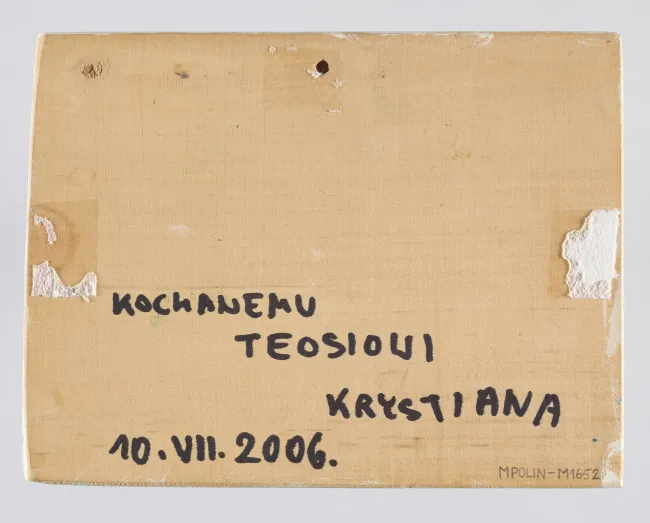 KOCHANEMU
TEOSIOWI
KRYSTIANA
10.VII.2006.
MPOLIN-M1652